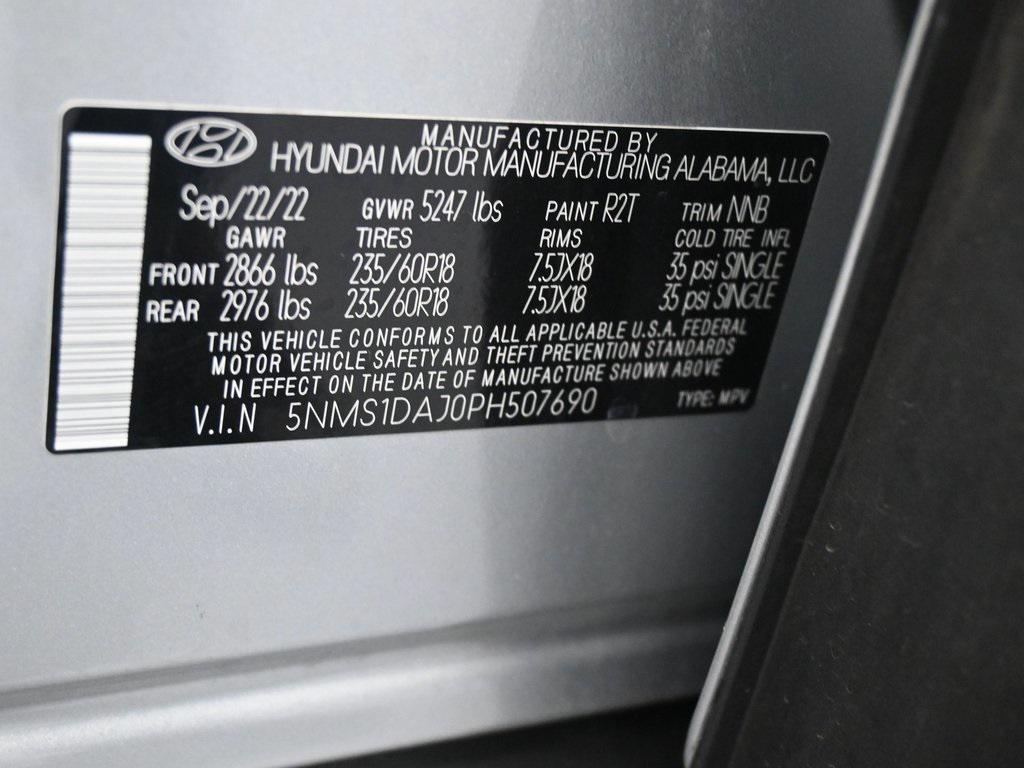 MANUFACTURED BY
HYUNDAI MOTOR MANUFACTURING ALABAMA, LLC
Sep/22/22 GVWR 5247 lbs PAINT R2T TRIM NNB
GAWR TIRES RIMS COLD TIRE INFL
FRONT 2866 lbs 235/60R18 7.5JX18 35 psi SINGLE
REAR 2976 lbs 235/60R18 7.5JX18 35 psi SINGLE
THIS VEHICLE CONFORMS TO ALL APPLICABLE U.S.A. FEDERAL
MOTOR VEHICLE SAFETY AND THEFT PREVENTION STANDARDS
IN EFFECT ON THE DATE OF MANUFACTURE SHOWN ABOVE
V.I.N 5NMS1DAJ0PH507690 TYPE: MPV